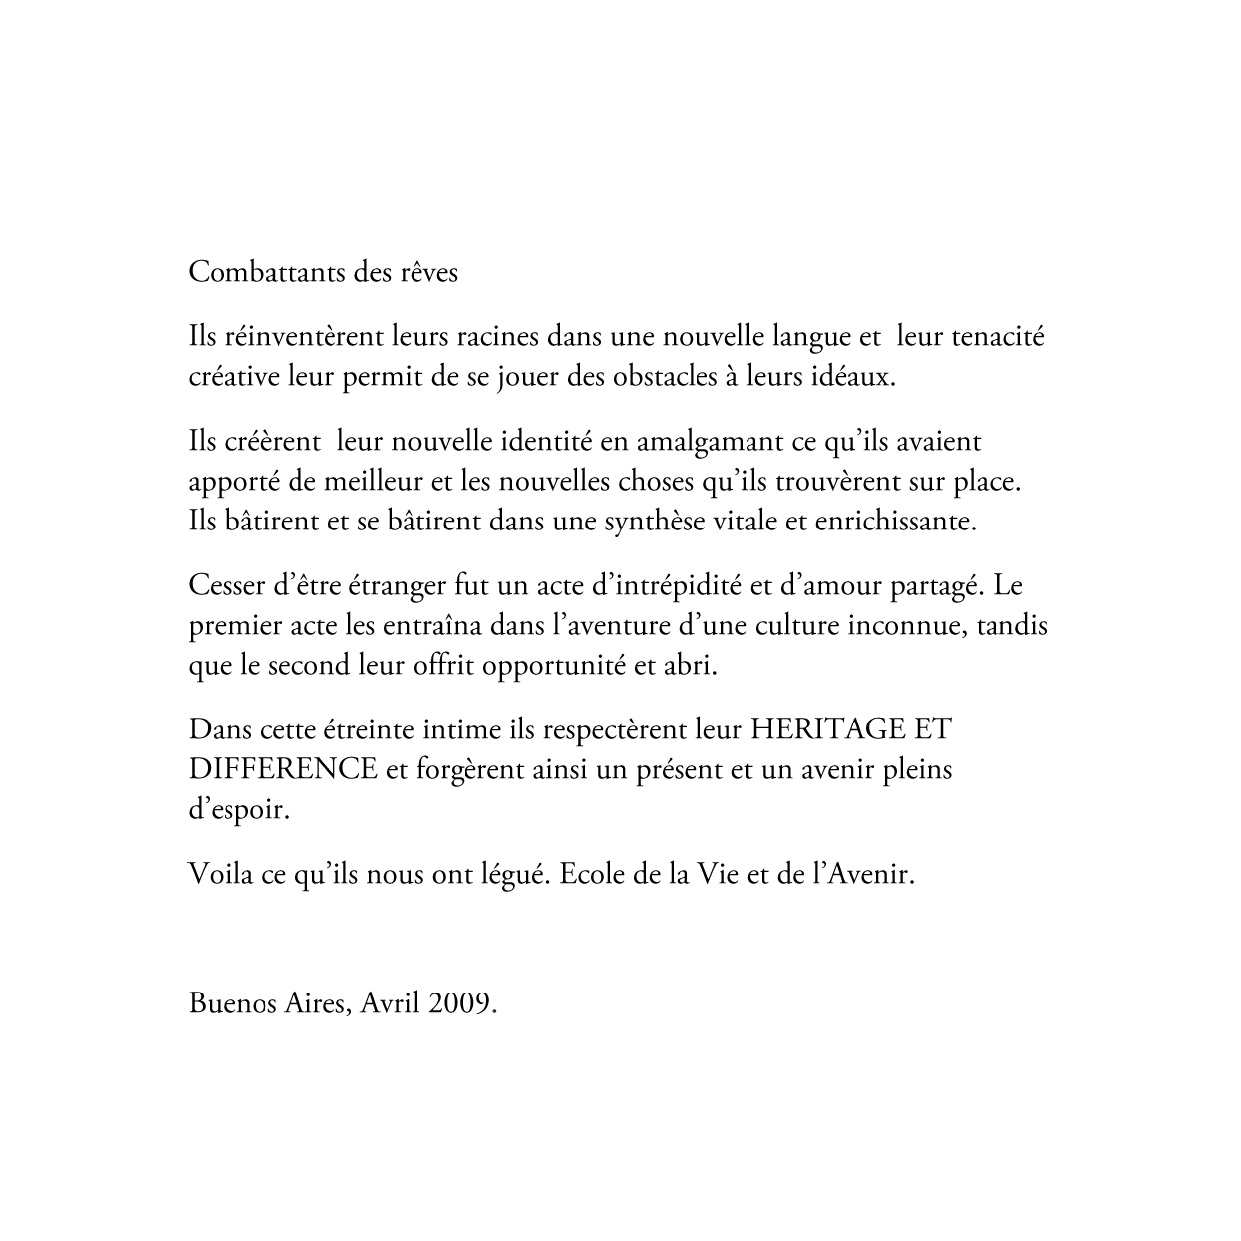 Combattants des rêves
Ils réinventèrent leurs racines dans une nouvelle langue et  leur tenacité
créative leur permit de se jouer des obstacles à leurs idéaux.
Ils créèrent  leur nouvelle identité en amalgamant ce qu’ils avaient
apporté de meilleur et les nouvelles choses qu’ils trouvèrent sur place.
Ils bâtirent et se bâtirent dans une synthèse vitale et enrichissante.
Cesser d’être étranger fut un acte d’intrépidité et d’amour partagé. Le
premier acte les entraîna dans l’aventure d’une culture inconnue, tandis
que le second leur offrit opportunité et abri.
Dans cette étreinte intime ils respectèrent leur HERITAGE ET
DIFFERENCE et forgèrent ainsi un présent et un avenir pleins
d’espoir.
Voila ce qu’ils nous ont légué. Ecole de la Vie et de l’Avenir.
Buenos Aires, Avril 2009.